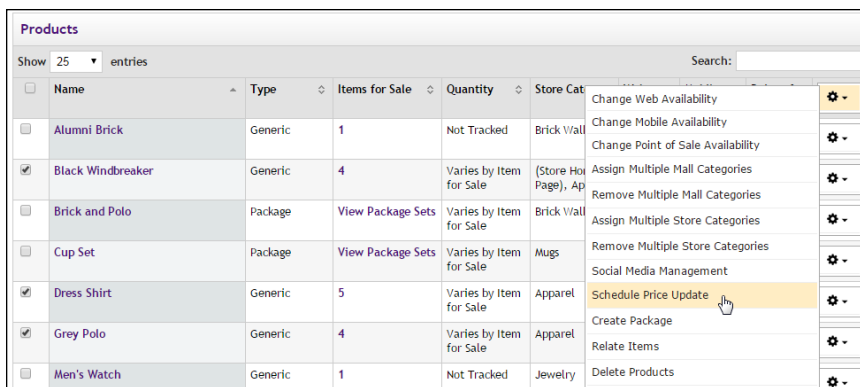 Products
Show 25 entries
Search:
Name Type Items for Sale Quantity Store Cat
Alumni Brick Generic 1 Not Tracked Brick Wall
Black Windbreaker Generic 4 Varies by Item (Store Ho
for Sale Page), Ap
Brick and Polo Package View Package Sets Varies by Item Brick Wall
for Sale
Cup Set Package View Package Sets Varies by Item Mugs
for Sale
Dress Shirt Generic 5 Varies by Item Apparel
for Sale
Grey Polo Generic 4 Varies by Item Apparel
for Sale
Men's Watch Generic 1 Not Tracked Jewelry
Change Web Availability
Change Mobile Availability
Change Point of Sale Availability
Assign Multiple Mall Categories
Remove Multiple Mall Categories
Assign Multiple Store Categories
Remove Multiple Store Categories
Social Media Management
Schedule Price Update
Create Package
Relate Items
Delete Products